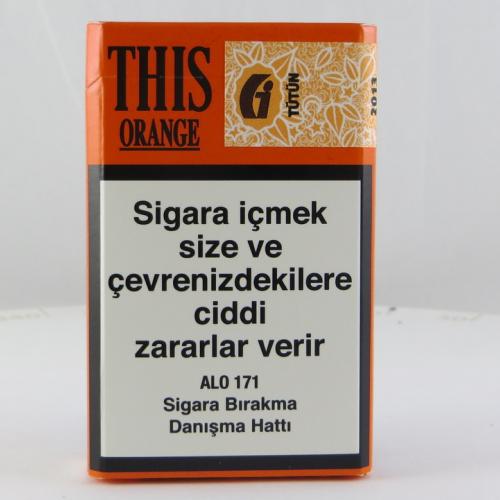 THIS
ORANGE
G
TÜTÜN
2013
Sigara içmek
size ve
çevrenizdekilere
ciddi
zararlar verir
ALO 171
Sigara Bırakma
Danışma Hattı